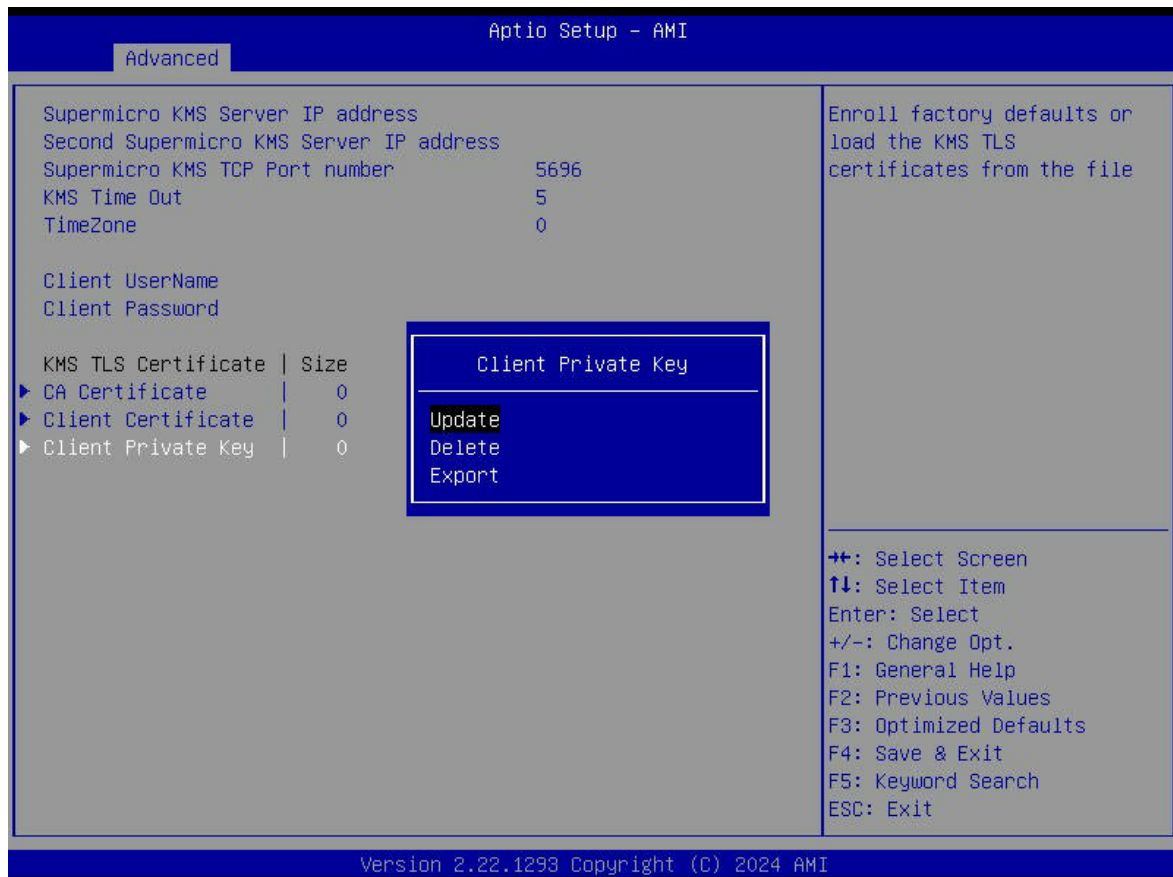 Aptio Setup – AMI
Advanced
Supermicro KMS Server IP address
Second Supermicro KMS Server IP address
Supermicro KMS TCP Port number 5696
KMS Time Out 5
TimeZone 0
Client UserName
Client Password
KMS TLS Certificate | Size
▶ CA Certificate | 0
▶ Client Certificate | 0
▶ Client Private Key | 0
Client Private Key
Update
Delete
Export
Enroll factory defaults or
load the KMS TLS
certificates from the file
→←: Select Screen
↑↓: Select Item
Enter: Select
+/-: Change Opt.
F1: General Help
F2: Previous Values
F3: Optimized Defaults
F4: Save & Exit
F5: Keyword Search
ESC: Exit
Version 2.22.1293 Copyright (C) 2024 AMI